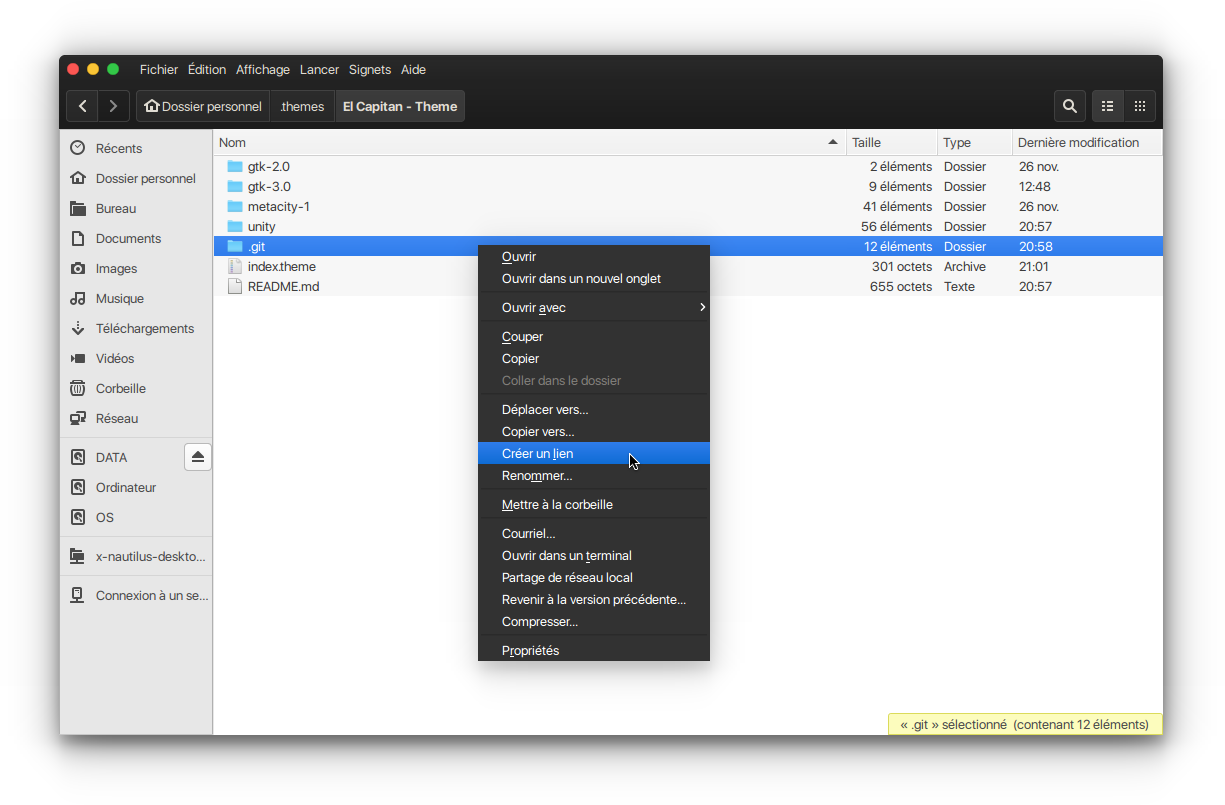 Fichier Édition Affichage Lancer Signets Aide
Dossier personnel .themes El Capitan - Theme
Récents
Dossier personnel
Bureau
Documents
Images
Musique
Téléchargements
Vidéos
Corbeille
Réseau
DATA
Ordinateur
OS
x-nautilus-deskto...
Connexion à un se...
Nom Taille Type Dernière modification
gtk-2.0 2 éléments Dossier 26 nov.
gtk-3.0 9 éléments Dossier 12:48
metacity-1 41 éléments Dossier 26 nov.
unity 56 éléments Dossier 20:57
.git 12 éléments Dossier 20:58
index.theme 301 octets Archive 21:01
README.md 655 octets Texte 20:57
Ouvrir
Ouvrir dans un nouvel onglet
Ouvrir avec
Couper
Copier
Coller dans le dossier
Déplacer vers...
Copier vers...
Créer un lien
Renommer...
Mettre à la corbeille
Courriel...
Ouvrir dans un terminal
Partage de réseau local
Revenir à la version précédente...
Compresser...
Propriétés
« .git » sélectionné (contenant 12 éléments)